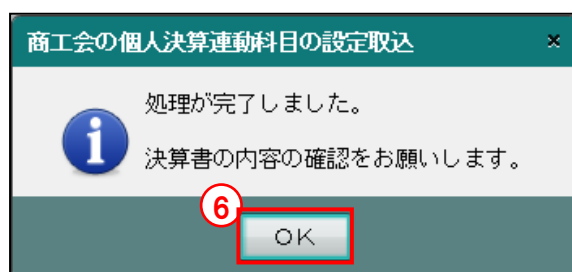 商工会の個人決算連動科目の設定取込 ×
処理が完了しました。
決算書の内容の確認をお願いします。
⑥
OK